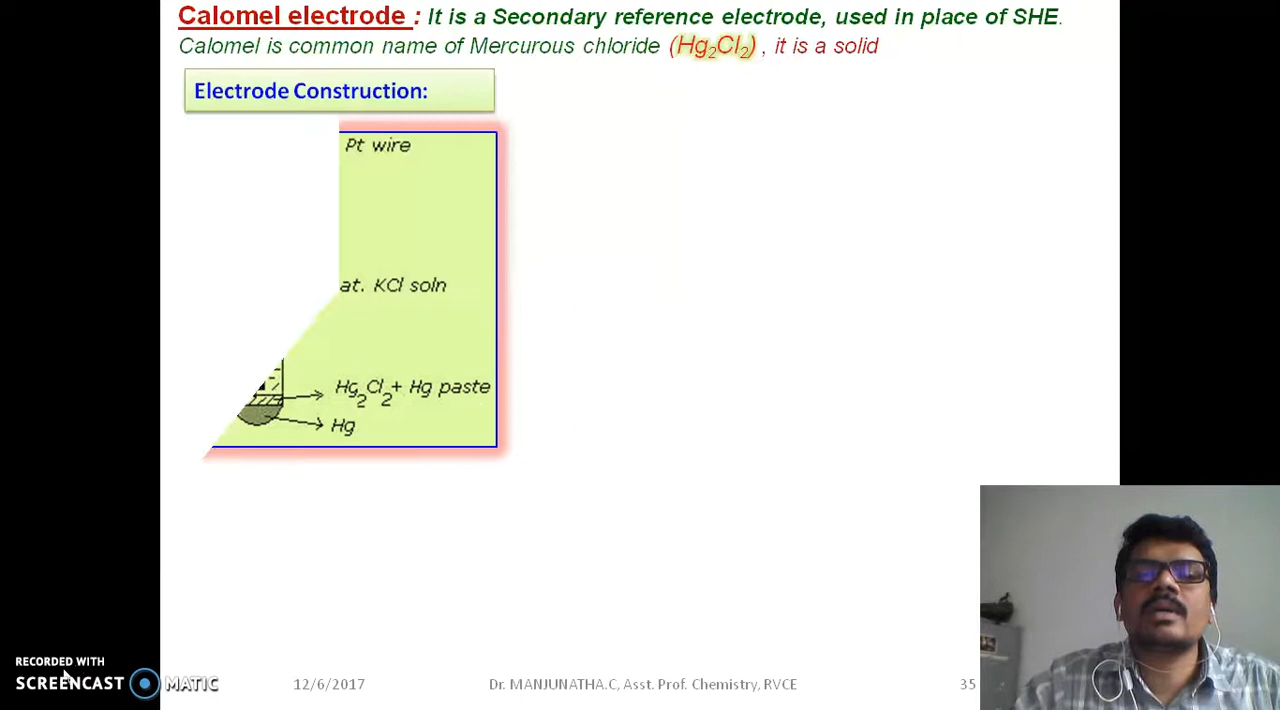 Calomel electrode : It is a Secondary reference electrode, used in place of SHE.
Calomel is common name of Mercurous chloride (Hg₂Cl₂) , it is a solid
Electrode Construction:
Pt wire
at. KCl soln
Hg₂Cl₂+ Hg paste
Hg
RECORDED WITH
SCREENCAST MATIC
12/6/2017 Dr. MANJUNATHA.C, Asst. Prof. Chemistry, RVCE 35